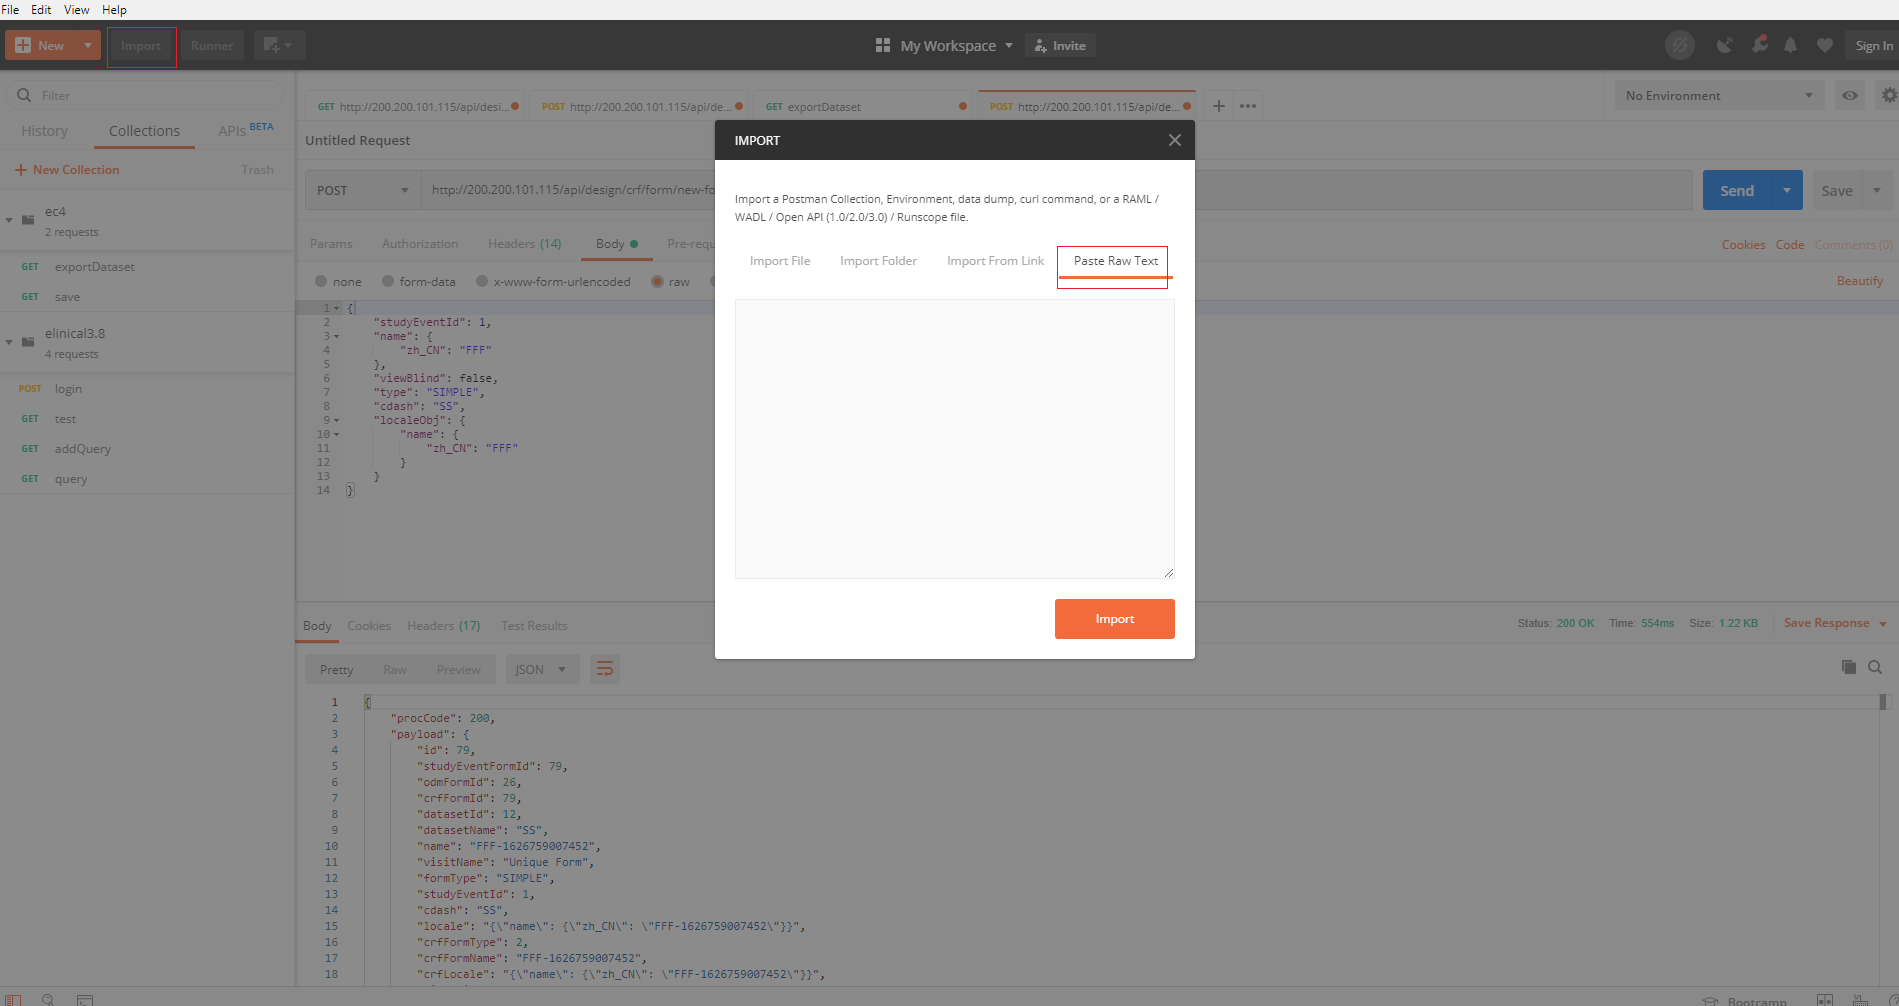 File Edit View Help
New Import Runner My Workspace Invite Sign In
Filter
History Collections APIs BETA
New Collection Trash
ec4
2 requests
GET exportDataset
GET save
elinical3.8
4 requests
POST login
GET test
GET addQuery
GET query
GET http://200.200.101.115/api/desi... POST http://200.200.101.115/api/de... GET exportDataset POST http://200.200.101.115/api/de... No Environment
Untitled Request
POST http://200.200.101.115/api/design/crf/form/new-fo Send Save
Params Authorization Headers (14) Body Pre-requ Cookies Code Comments (0)
none form-data x-www-form-urlencoded raw Beautify
1 {
2 "studyEventId": 1,
3 "name": {
4 "zh_CN": "FFF"
5 },
6 "viewBlind": false,
7 "type": "SIMPLE",
8 "cdash": "SS",
9 "localeObj": {
10 "name": {
11 "zh_CN": "FFF"
12 }
13 }
14 }
IMPORT
Import a Postman Collection, Environment, data dump, curl command, or a RAML /
WADL / Open API (1.0/2.0/3.0) / Runscope file.
Import File Import Folder Import From Link Paste Raw Text
Import
Body Cookies Headers (17) Test Results Status: 200 OK Time: 554ms Size: 1.22 KB Save Response
Pretty Raw Preview JSON
1 {
2 "procCode": 200,
3 "payload": {
4 "id": 79,
5 "studyEventFormId": 79,
6 "odmFormId": 26,
7 "crfFormId": 79,
8 "datasetId": 12,
9 "datasetName": "SS",
10 "name": "FFF-1626759007452",
11 "visitName": "Unique Form",
12 "formType": "SIMPLE",
13 "studyEventId": 1,
14 "cdash": "SS",
15 "locale": "{\"name\": {\"zh_CN\": \"FFF-1626759007452\"}}",
16 "crfFormType": 2,
17 "crfFormName": "FFF-1626759007452",
18 "crfLocale": "{\"name\": {\"zh_CN\": \"FFF-1626759007452\"}}",
Bootcamp